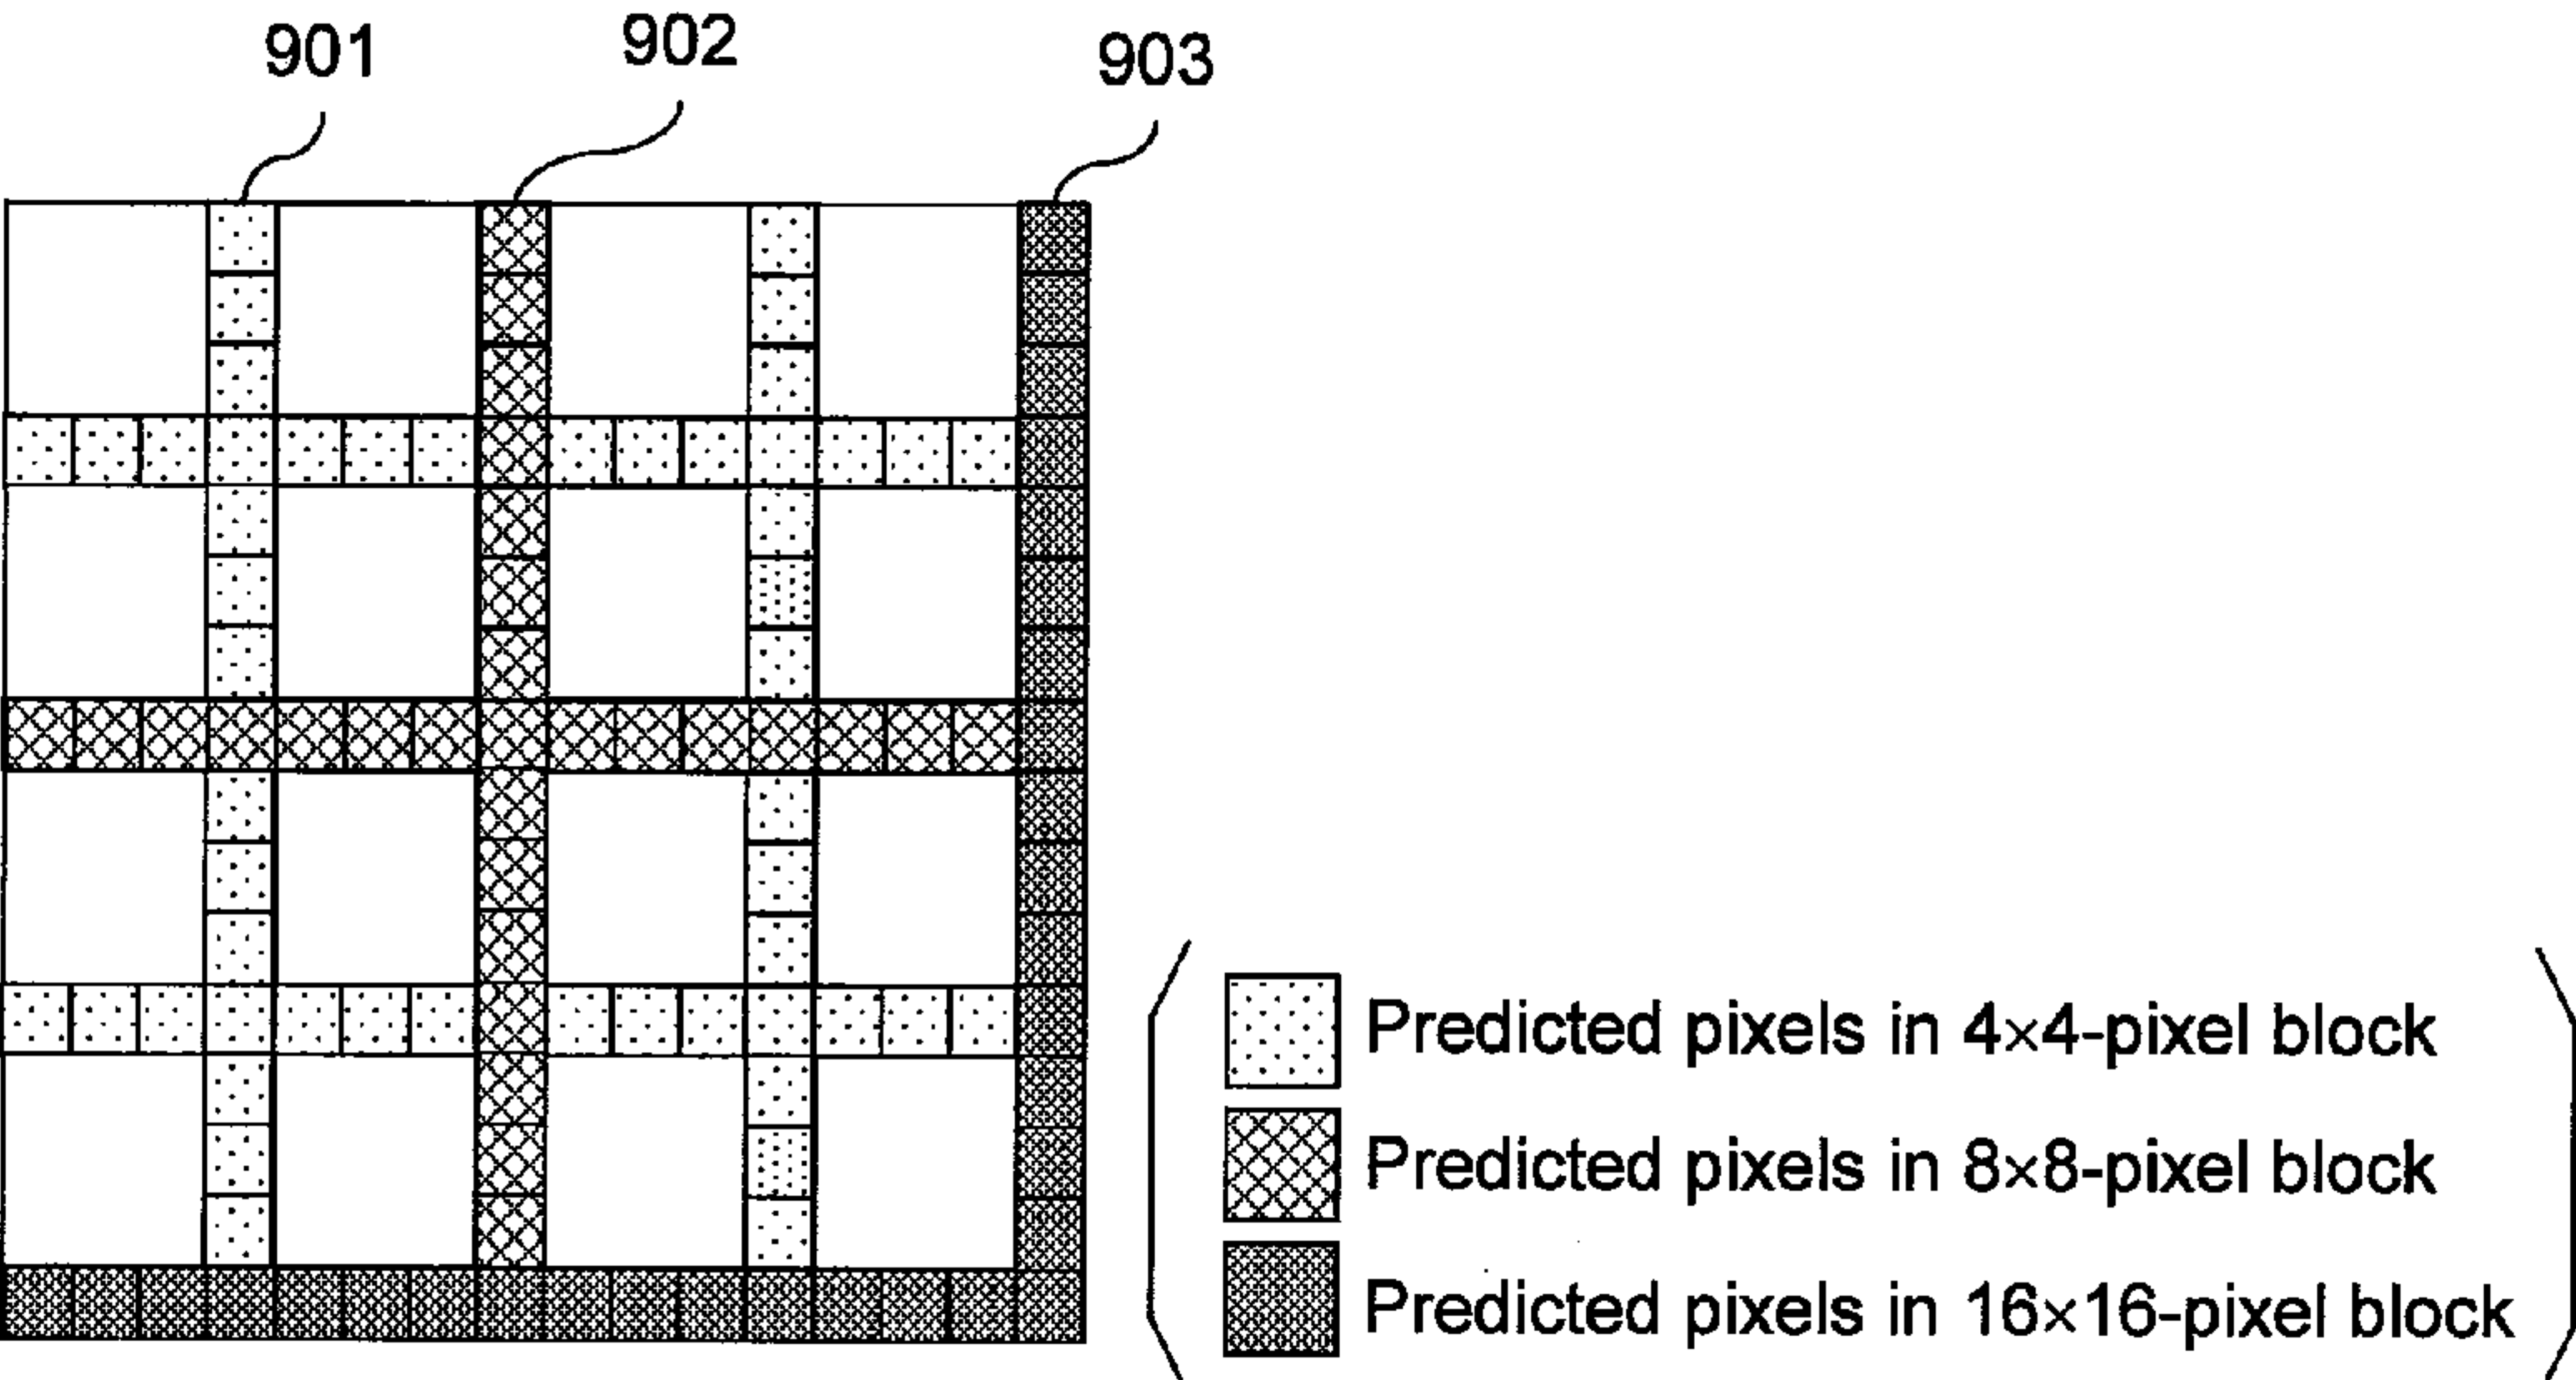 901
902
903
Predicted pixels in 4×4-pixel block
Predicted pixels in 8×8-pixel block
Predicted pixels in 16×16-pixel block